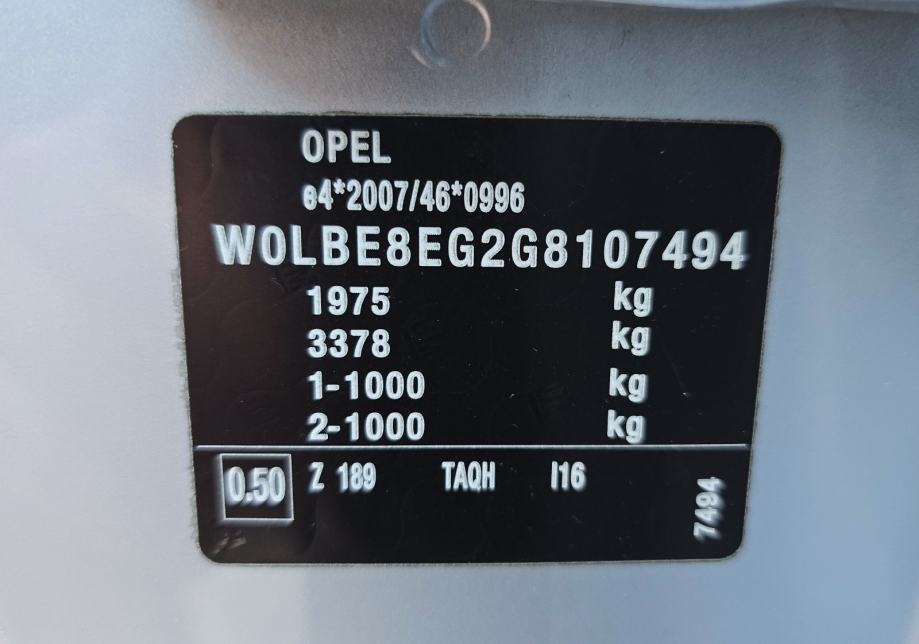 OPEL
e4*2007/46*0996
W0LBE8EG2G8107494
1975 kg
3378 kg
1-1000 kg
2-1000 kg
0.50 Z 189 TAQH I16
7494